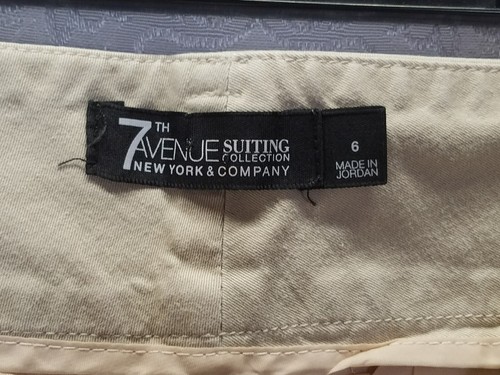 7TH AVENUE SUITING COLLECTION
NEW YORK & COMPANY
6
MADE IN
JORDAN